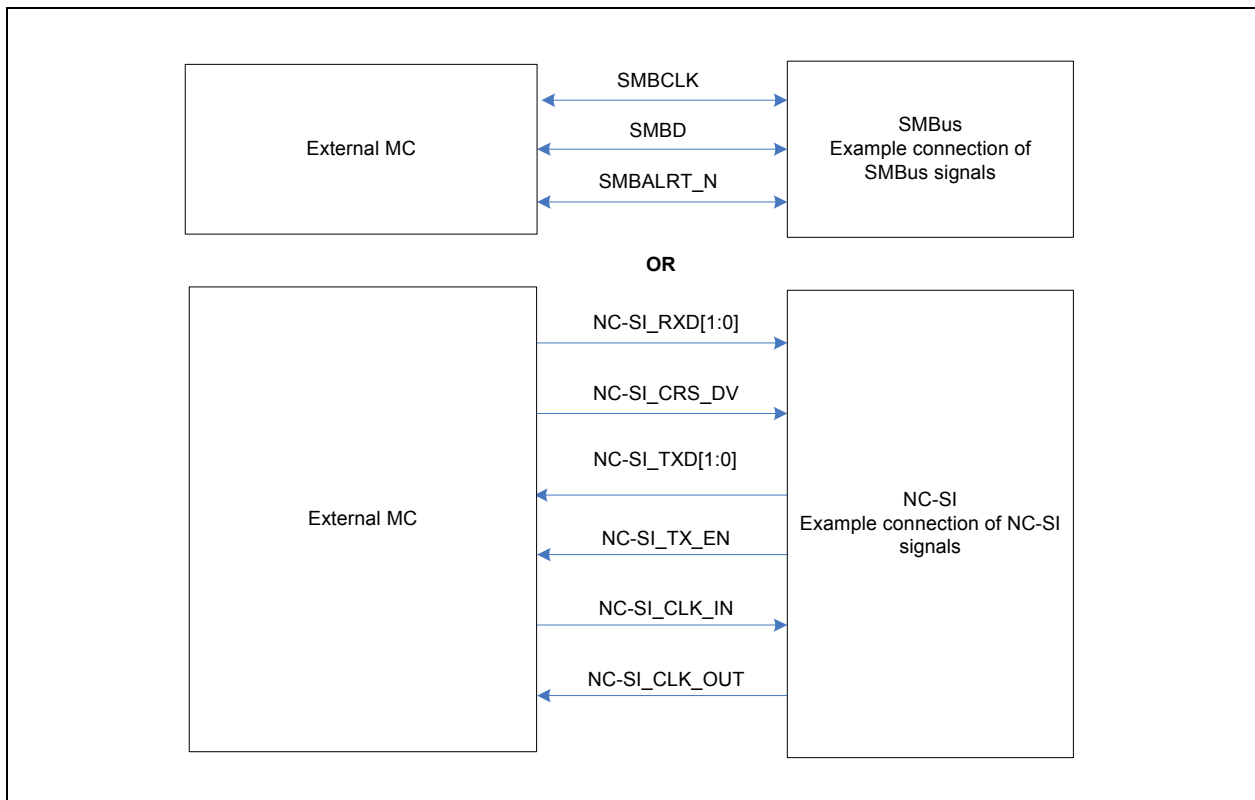 SMBCLK
SMBD
SMBALRT_N
External MC
SMBus
Example connection of
SMBus signals
OR
NC-SI_RXD[1:0]
NC-SI_CRS_DV
NC-SI_TXD[1:0]
NC-SI_TX_EN
NC-SI_CLK_IN
NC-SI_CLK_OUT
External MC
NC-SI
Example connection of NC-SI
signals